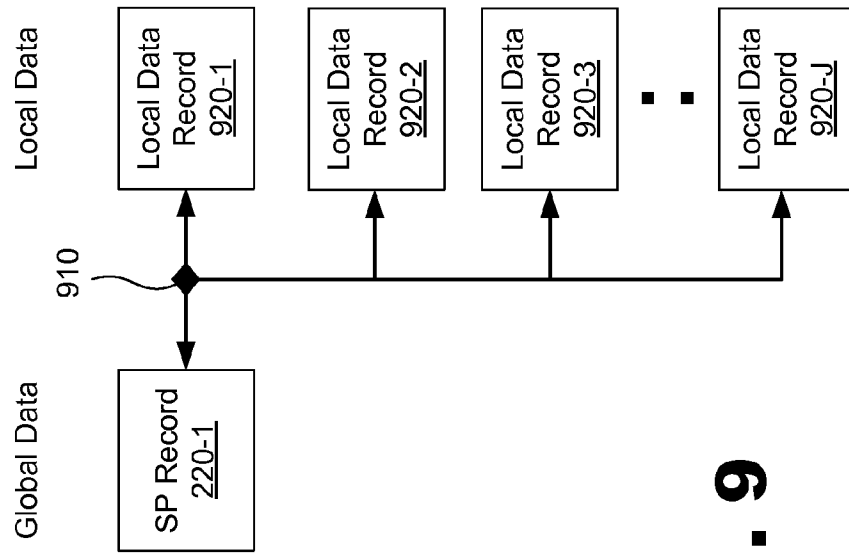 Global Data
Local Data
910
SP Record
220-1
Local Data
Record
920-1
Local Data
Record
920-2
Local Data
Record
920-3
Local Data
Record
920-J
. 9